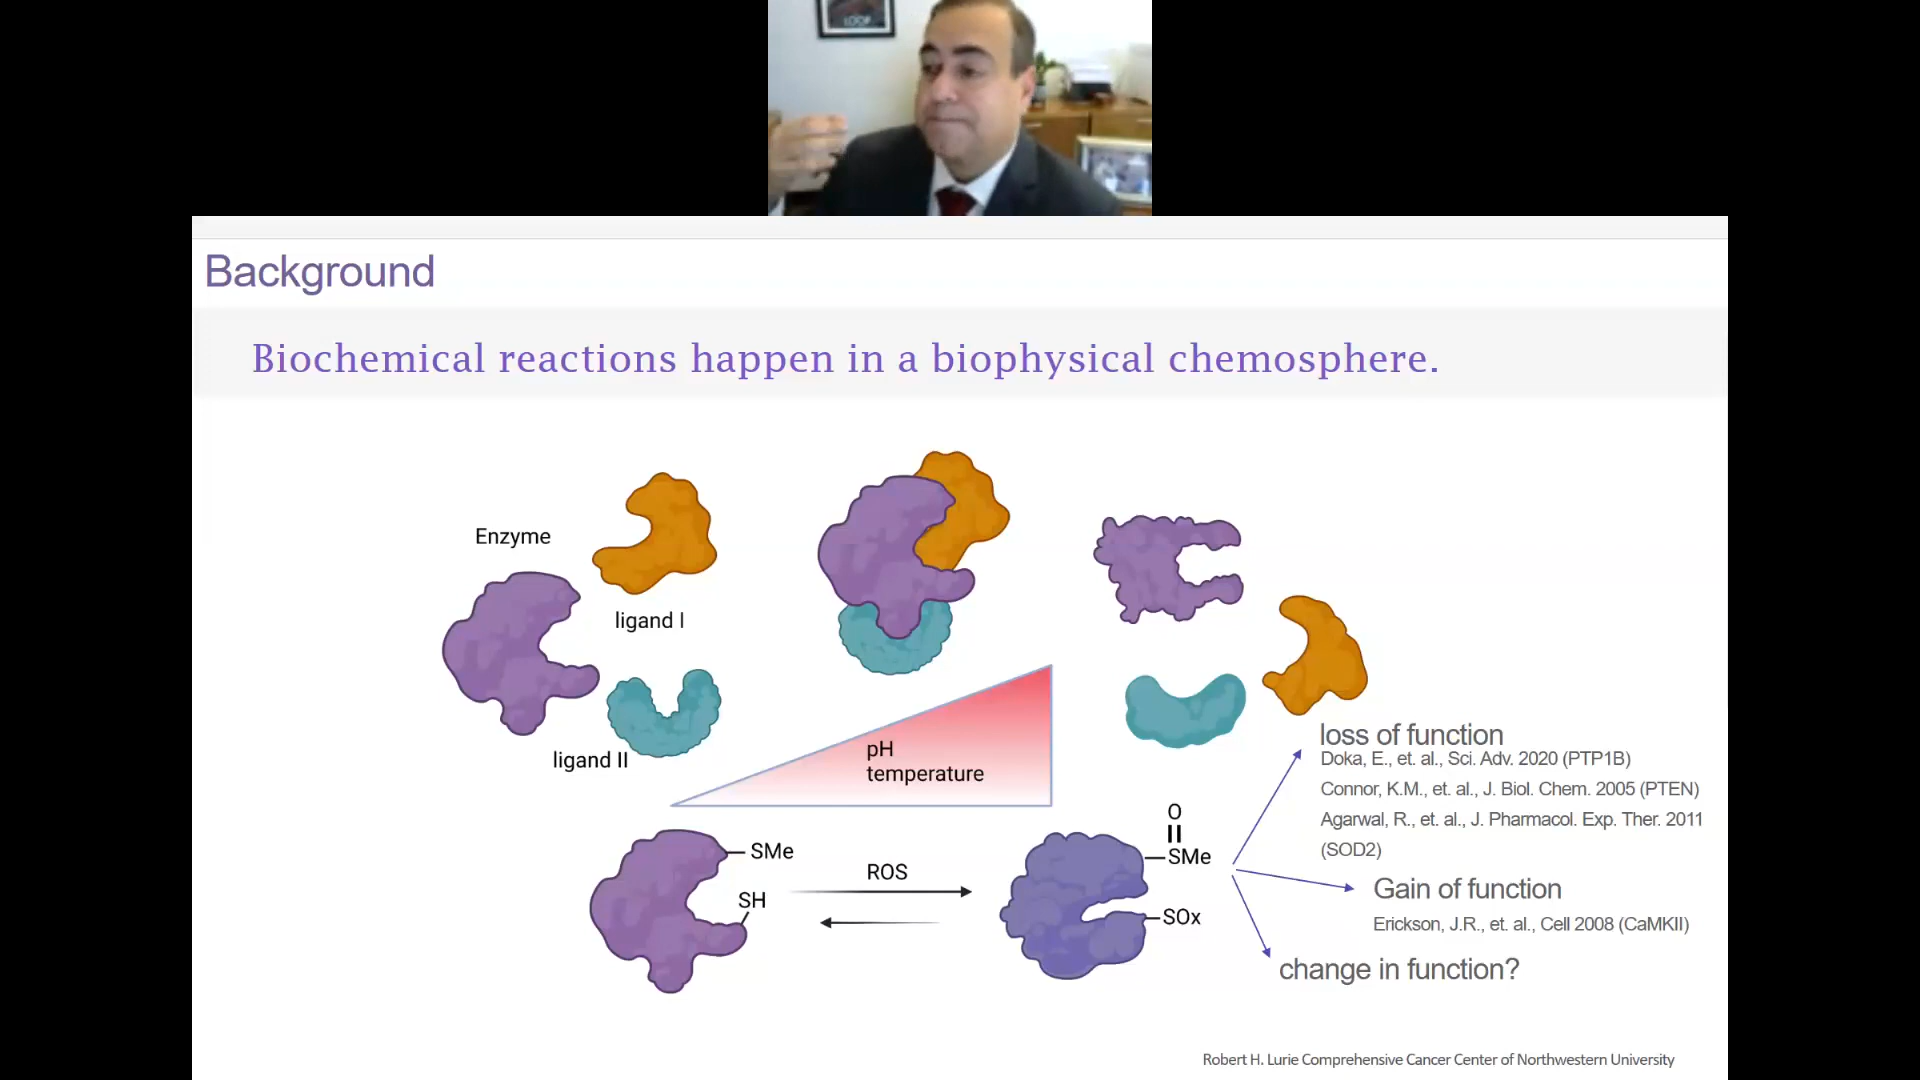 LOOP
Background
Biochemical reactions happen in a biophysical chemosphere.
Enzyme
ligand I
ligand II
pH
temperature
SMe
SH
ROS
O
SMe
SOx
loss of function
Doka, E., et. al., Sci. Adv. 2020 (PTP1B)
Connor, K.M., et. al., J. Biol. Chem. 2005 (PTEN)
Agarwal, R., et. al., J. Pharmacol. Exp. Ther. 2011
(SOD2)
Gain of function
Erickson, J.R., et. al., Cell 2008 (CaMKII)
change in function?
Robert H. Lurie Comprehensive Cancer Center of Northwestern University